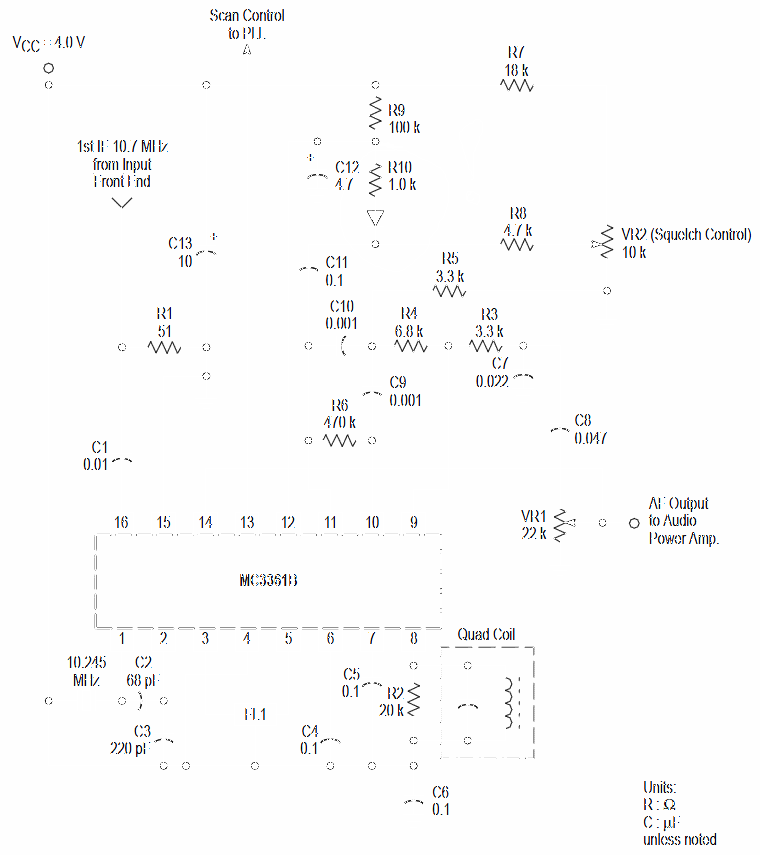 Scan Control
to PLL
VCC = 4.0 V
R7
18 k
R9
100 k
1st IF 10.7 MHz
from Input
Front End
C12
4.7
+
R10
1.0 k
R8
4.7 k
VR2 (Squelch Control)
10 k
C13
10
+
C11
0.1
R5
3.3 k
C10
0.001
R1
51
R4
6.8 k
R3
3.3 k
C7
0.022
C9
0.001
R6
470 k
C8
0.047
C1
0.01
16 15 14 13 12 11 10 9
VR1
22 k
AF Output
to Audio
Power Amp.
MC3361B
1 2 3 4 5 6 7 8
Quad Coil
10.245
MHz
C2
68 pF
C5
0.1
R2
20 k
FL1
C3
220 pF
C4
0.1
C6
0.1
Units:
R : Ω
C : µF
unless noted